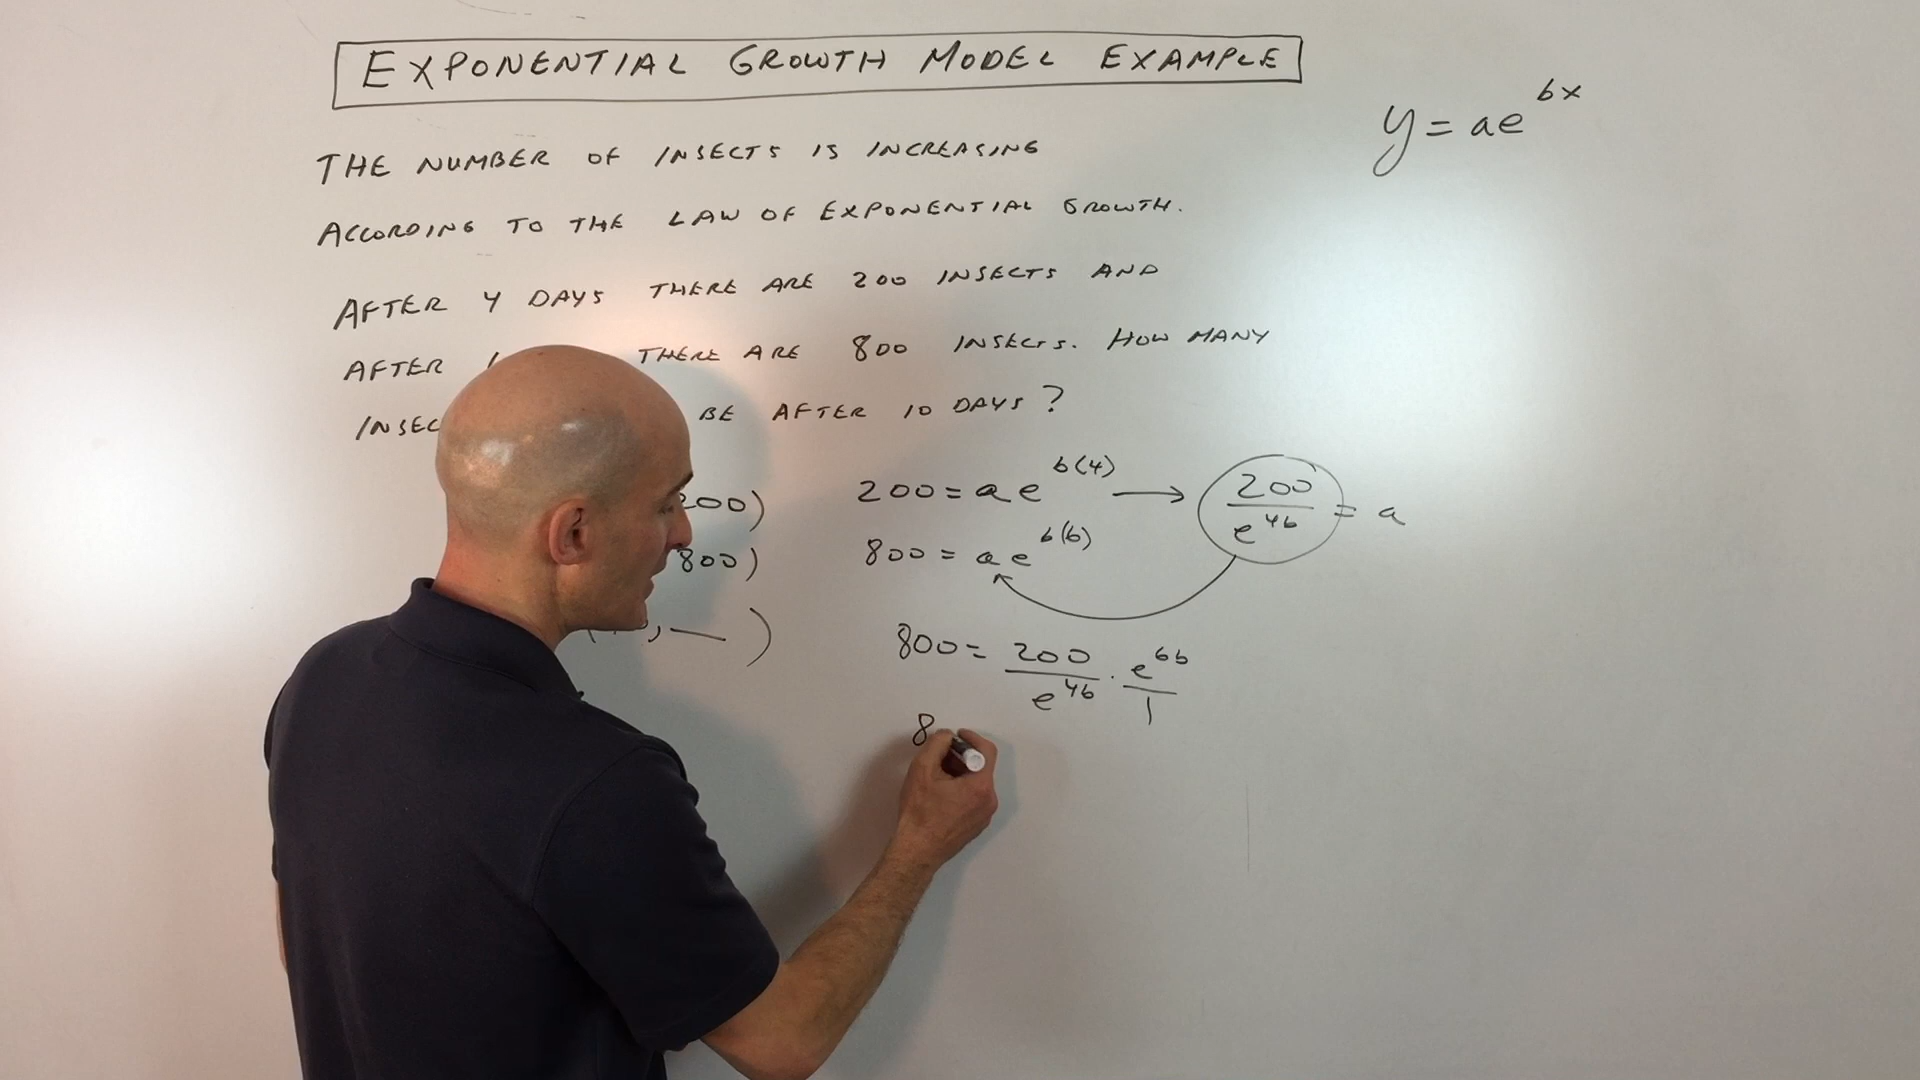 EXPONENTIAL GROWTH MODEL EXAMPLE
y = ae^{bx}
THE NUMBER OF INSECTS IS INCREASING
ACCORDING TO THE LAW OF EXPONENTIAL GROWTH.
AFTER 4 DAYS THERE ARE 200 INSECTS AND
AFTER THERE ARE 800 INSECTS. HOW MANY
BE AFTER 10 DAYS?
200) 200 = ae^{b(4)} → 200/e^{4b} = a
800) 800 = ae^{b(6)}
, __ )
800 = 200/e^{4b} · e^{6b}/1
8